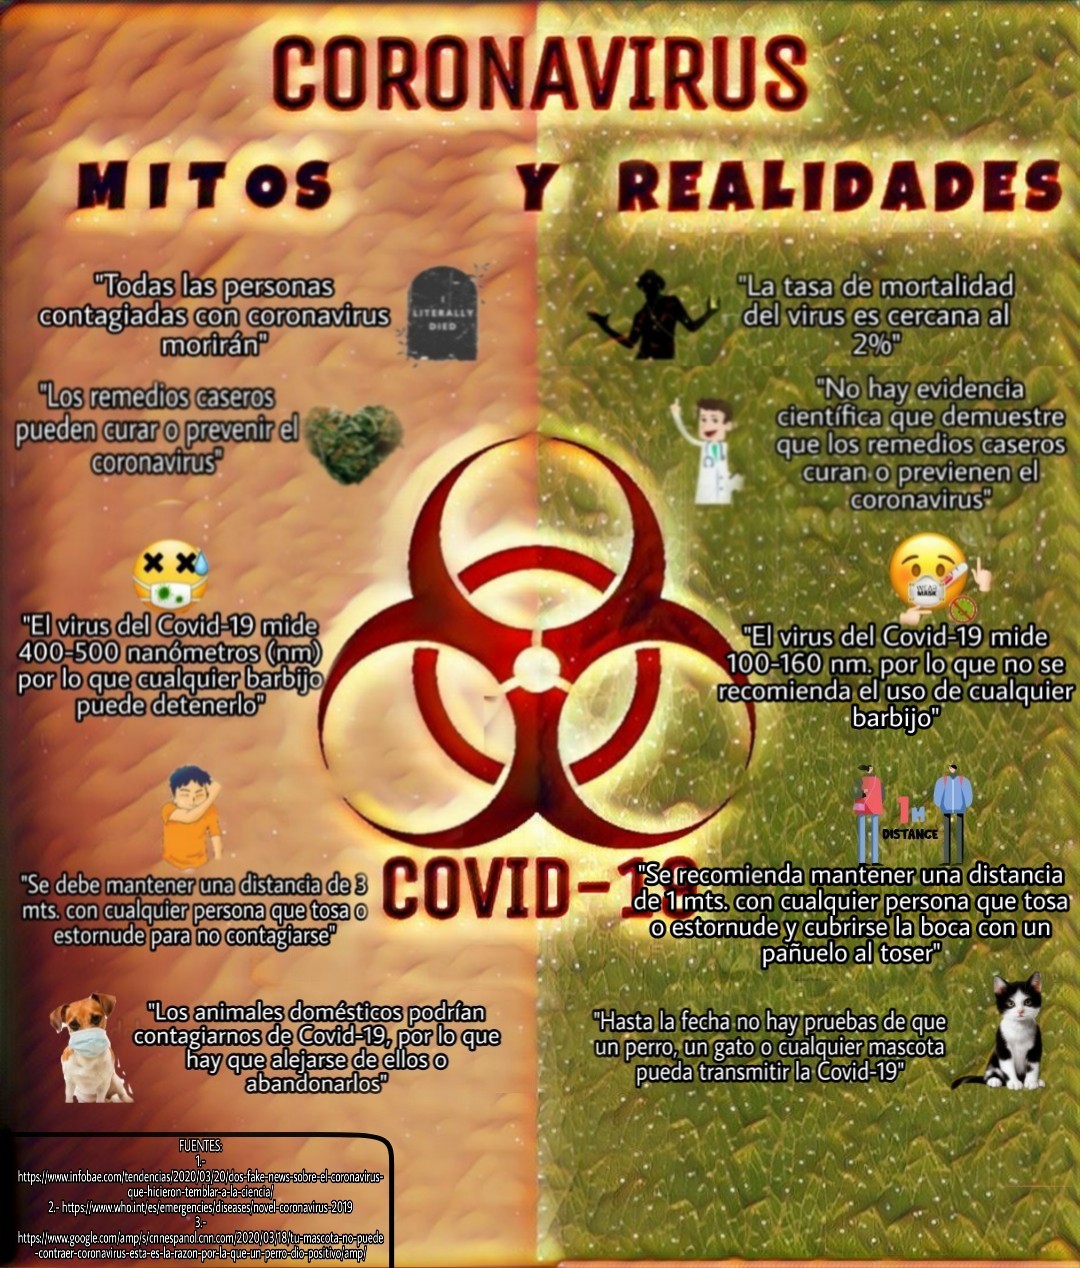 CORONAVIRUS
MITOS Y REALIDADES
"Todas las personas
contagiadas con coronavirus
morirán"
I
LITERALLY
DIED
"La tasa de mortalidad
del virus es cercana al
2%"
"Los remedios caseros
pueden curar o prevenir el
coronavirus"
"No hay evidencia
científica que demuestre
que los remedios caseros
curan o previenen el
coronavirus"
"El virus del Covid-19 mide
400-500 nanómetros (nm)
por lo que cualquier barbijo
puede detenerlo"
WEAR
MASK
"El virus del Covid-19 mide
100-160 nm. por lo que no se
recomienda el uso de cualquier
barbijo"
COVID-19
"Se debe mantener una distancia de 3
mts. con cualquier persona que tosa o
estornude para no contagiarse"
1M
DISTANCE
"Se recomienda mantener una distancia
de 1 mts. con cualquier persona que tosa
o estornude y cubrirse la boca con un
pañuelo al toser"
"Los animales domésticos podrían
contagiarnos de Covid-19, por lo que
hay que alejarse de ellos o
abandonarlos"
"Hasta la fecha no hay pruebas de que
un perro, un gato o cualquier mascota
pueda transmitir la Covid-19"
FUENTES:
1.-
https://www.infobae.com/tendencias/2020/03/20/dos-fake-news-sobre-el-coronavirus-
que-hicieron-temblar-a-la-ciencia/
2.- https://www.who.int/es/emergencies/diseases/novel-coronavirus-2019
3.-
https://www.google.com/amp/s/cnnespanol.cnn.com/2020/03/18/tu-mascota-no-puede
-contraer-coronavirus-esta-es-la-razon-por-la-que-un-perro-dio-positivo/amp/